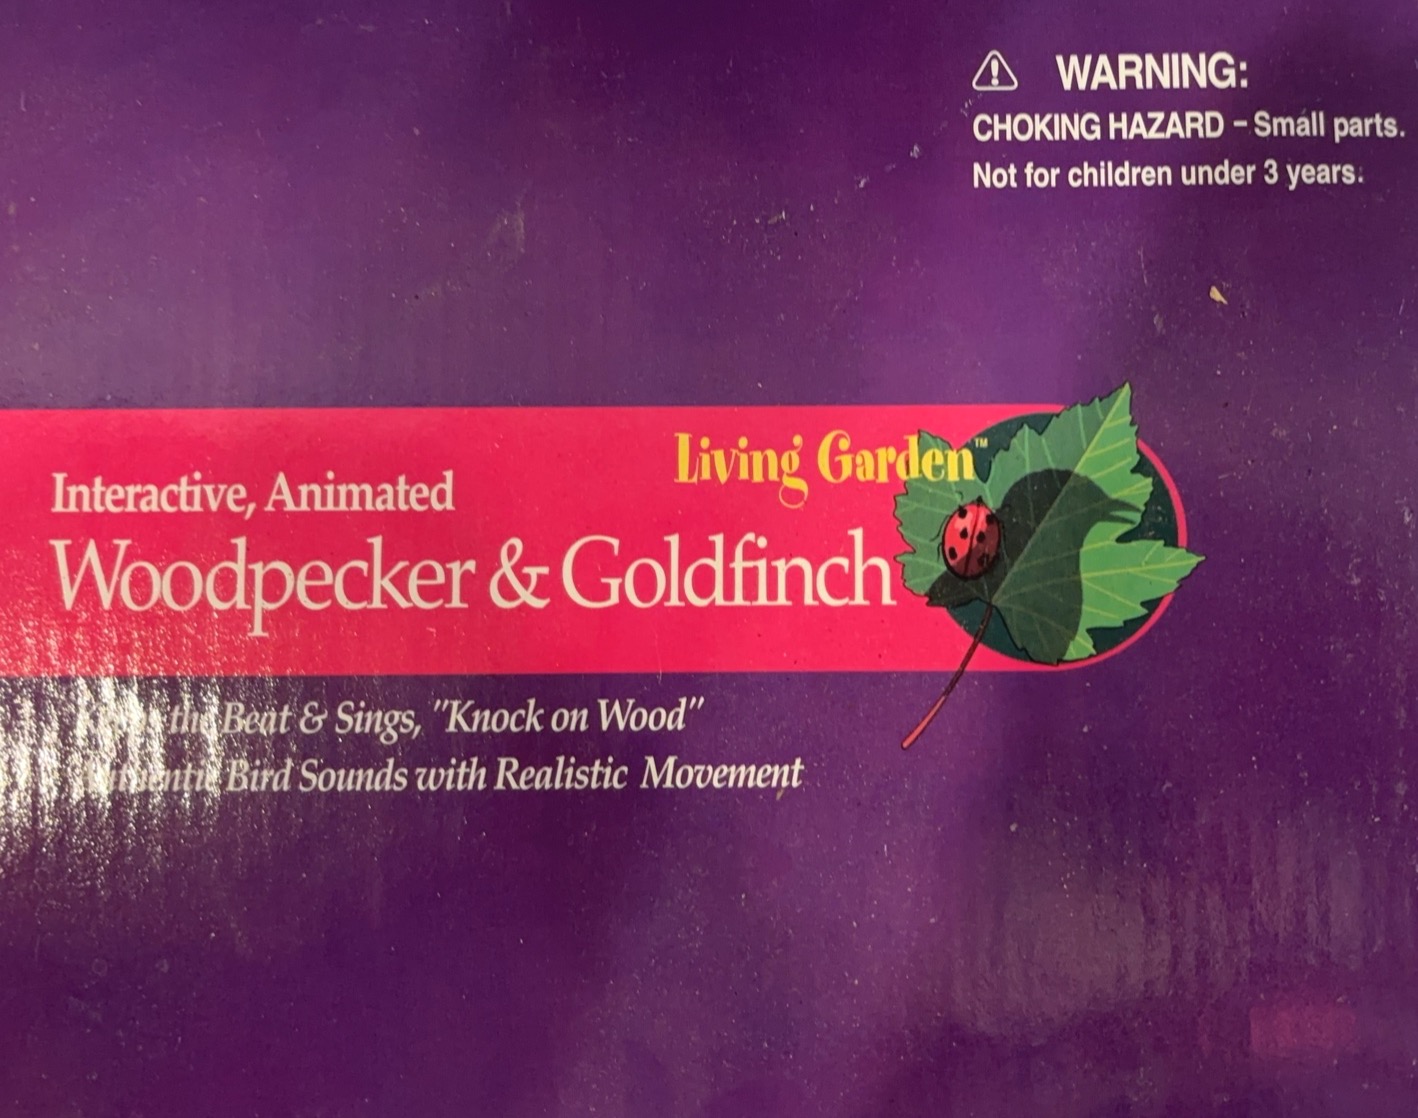 WARNING:
CHOKING HAZARD – Small parts.
Not for children under 3 years.
Living Garden™
Interactive, Animated
Woodpecker & Goldfinch
the Beat & Sings, "Knock on Wood"
Authentic Bird Sounds with Realistic Movement